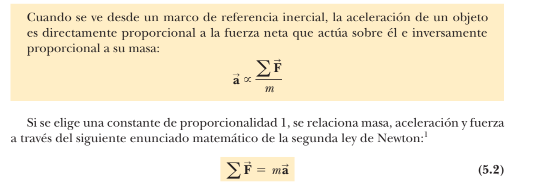 Cuando se ve desde un marco de referencia inercial, la aceleración de un objeto
es directamente proporcional a la fuerza neta que actúa sobre él e inversamente
proporcional a su masa:
$\vec{\mathbf{a}} \propto \dfrac{\sum \vec{\mathbf{F}}}{m}$
Si se elige una constante de proporcionalidad 1, se relaciona masa, aceleración y fuerza
a través del siguiente enunciado matemático de la segunda ley de Newton:¹
$\sum \vec{\mathbf{F}} = m\vec{\mathbf{a}}$ (5.2)